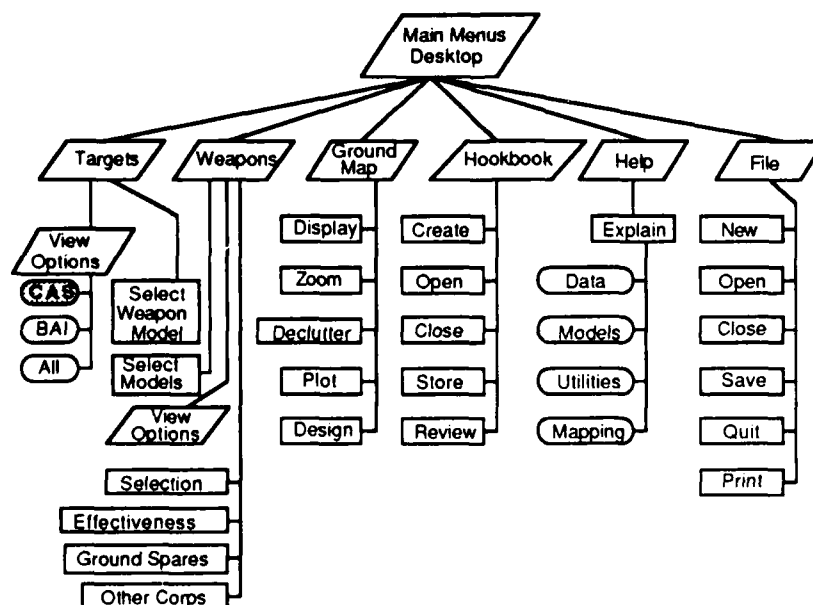 Main Menus
Desktop
Targets
Weapons
Ground
Map
Hookbook
Help
File
View
Options
CAS
BAI
All
Select
Weapon
Model
Select
Models
View
Options
Selection
Effectiveness
Ground Spares
Other Corps
Display
Zoom
Declutter
Plot
Design
Create
Open
Close
Store
Review
Explain
Data
Models
Utilities
Mapping
New
Open
Close
Save
Quit
Print